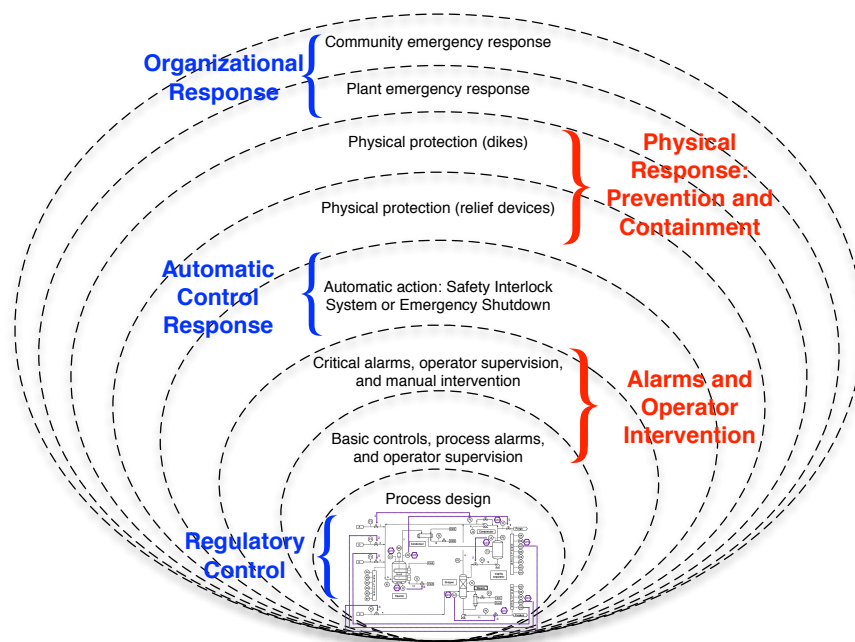 Community emergency response
Organizational
Response
Plant emergency response
Physical protection (dikes)
Physical
Response:
Prevention and
Containment
Physical protection (relief devices)
Automatic
Control
Response
Automatic action: Safety Interlock
System or Emergency Shutdown
Critical alarms, operator supervision,
and manual intervention
Alarms and
Operator
Intervention
Basic controls, process alarms,
and operator supervision
Process design
Regulatory
Control